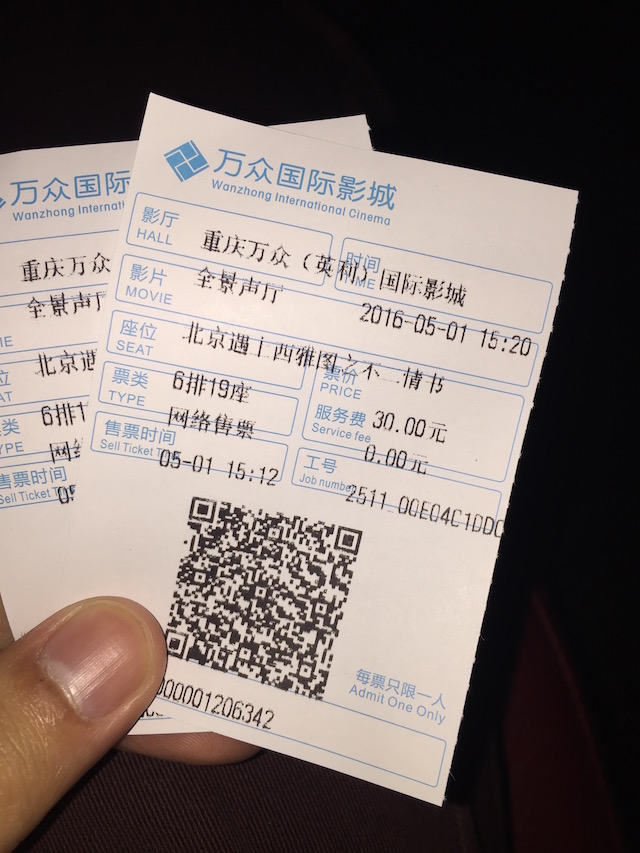 万众国际影城
Wanzhong International Cinema
影厅
HALL
时间
TIME
重庆万众（英利）国际影城
影片
MOVIE
全景声厅
2016-05-01 15:20
座位
SEAT
北京遇上西雅图之不二情书
票价
PRICE
票类
TYPE
6排19座
服务费
Service fee
30.00元
网络售票
0.00元
售票时间
Sell Ticket
05-01 15:12
工号
Job number
2511 00E04C1DDC
每票只限一人
Admit One Only
000001206342
万众国际
Wanzhong Internati
重庆万众
全景声厅
北京遇
6排1
售票时间
Sell Ticket